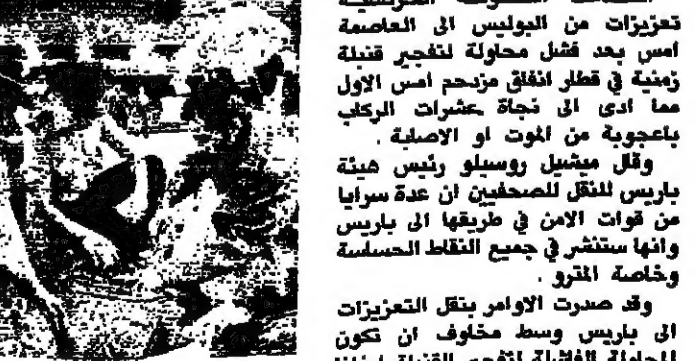 تعزيزات من البوليس الى العاصمة
امس بعد فشل محاولة لتفجير قنبلة
زمنية في قطار انفاق مزدحم امس الاول
مما ادى الى نجاة عشرات الركاب
باعجوبة من الموت او الاصابة .
وقال ميشيل روسيلو رئيس هيئة
باريس للنقل للصحفيين ان عدة سرايا
من قوات الامن في طريقها الى باريس
وانها ستنشر في جميع النقاط الحساسة
وخاصة المترو .
وقد صدرت الاوامر بنقل التعزيزات
الى باريس وسط مخاوف ان تكون